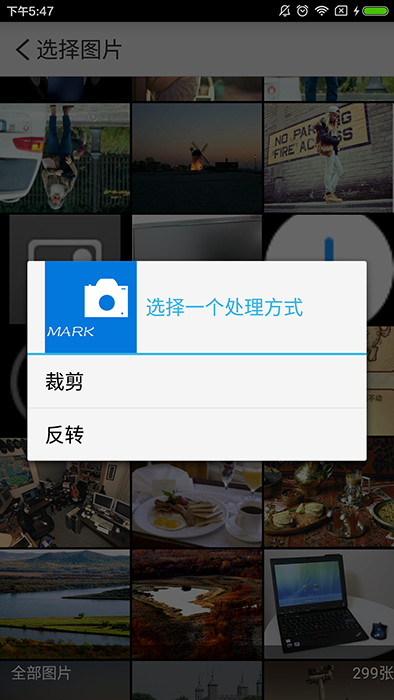 下午5:47
选择图片
NO PARKING
"FIRE" ACCESS
MARK
选择一个处理方式
裁剪
反转
全部图片
299张